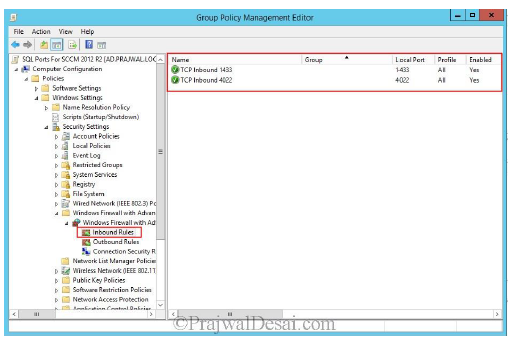 Group Policy Management Editor
File Action View Help
SQL Ports For SCCM 2012 R2 [AD.PRAJWAL.LOC
Computer Configuration
Policies
Software Settings
Windows Settings
Name Resolution Policy
Scripts (Startup/Shutdown)
Security Settings
Account Policies
Local Policies
Event Log
Restricted Groups
System Services
Registry
File System
Wired Network (IEEE 802.3) Pc
Windows Firewall with Advan
Windows Firewall with Ad
Inbound Rules
Outbound Rules
Connection Security R
Network List Manager Policie
Wireless Network (IEEE 802.11
Public Key Policies
Software Restriction Policies
Network Access Protection
Application Control Policies
Name Group Local Port Profile Enabled
TCP Inbound 1433 1433 All Yes
TCP Inbound 4022 4022 All Yes
©PrajwalDesai.com